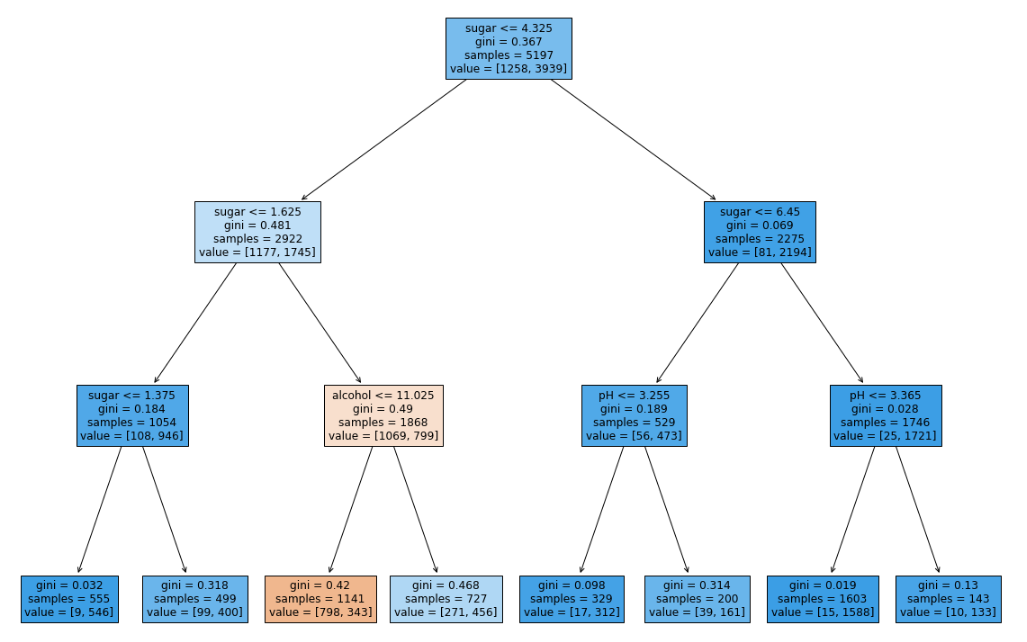 sugar <= 4.325
gini = 0.367
samples = 5197
value = [1258, 3939]
sugar <= 1.625
gini = 0.481
samples = 2922
value = [1177, 1745]
sugar <= 6.45
gini = 0.069
samples = 2275
value = [81, 2194]
sugar <= 1.375
gini = 0.184
samples = 1054
value = [108, 946]
alcohol <= 11.025
gini = 0.49
samples = 1868
value = [1069, 799]
pH <= 3.255
gini = 0.189
samples = 529
value = [56, 473]
pH <= 3.365
gini = 0.028
samples = 1746
value = [25, 1721]
gini = 0.032
samples = 555
value = [9, 546]
gini = 0.318
samples = 499
value = [99, 400]
gini = 0.42
samples = 1141
value = [798, 343]
gini = 0.468
samples = 727
value = [271, 456]
gini = 0.098
samples = 329
value = [17, 312]
gini = 0.314
samples = 200
value = [39, 161]
gini = 0.019
samples = 1603
value = [15, 1588]
gini = 0.13
samples = 143
value = [10, 133]